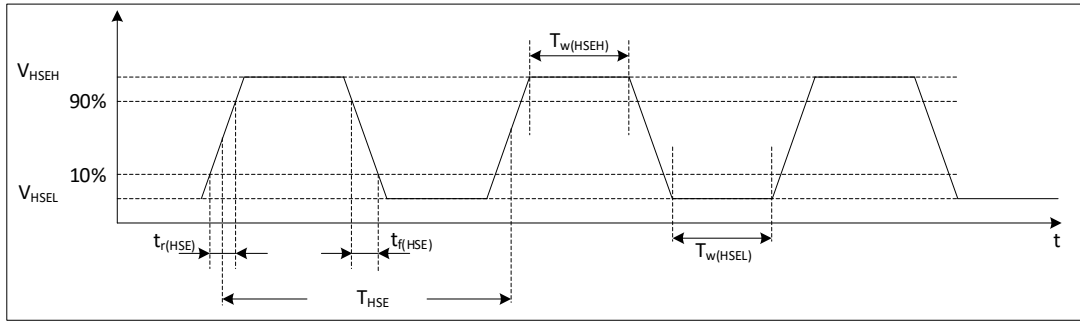 T_w(HSEH)
V_HSEH
90%
10%
V_HSEL
t_r(HSE)
t_f(HSE)
T_w(HSEL)
t
T_HSE